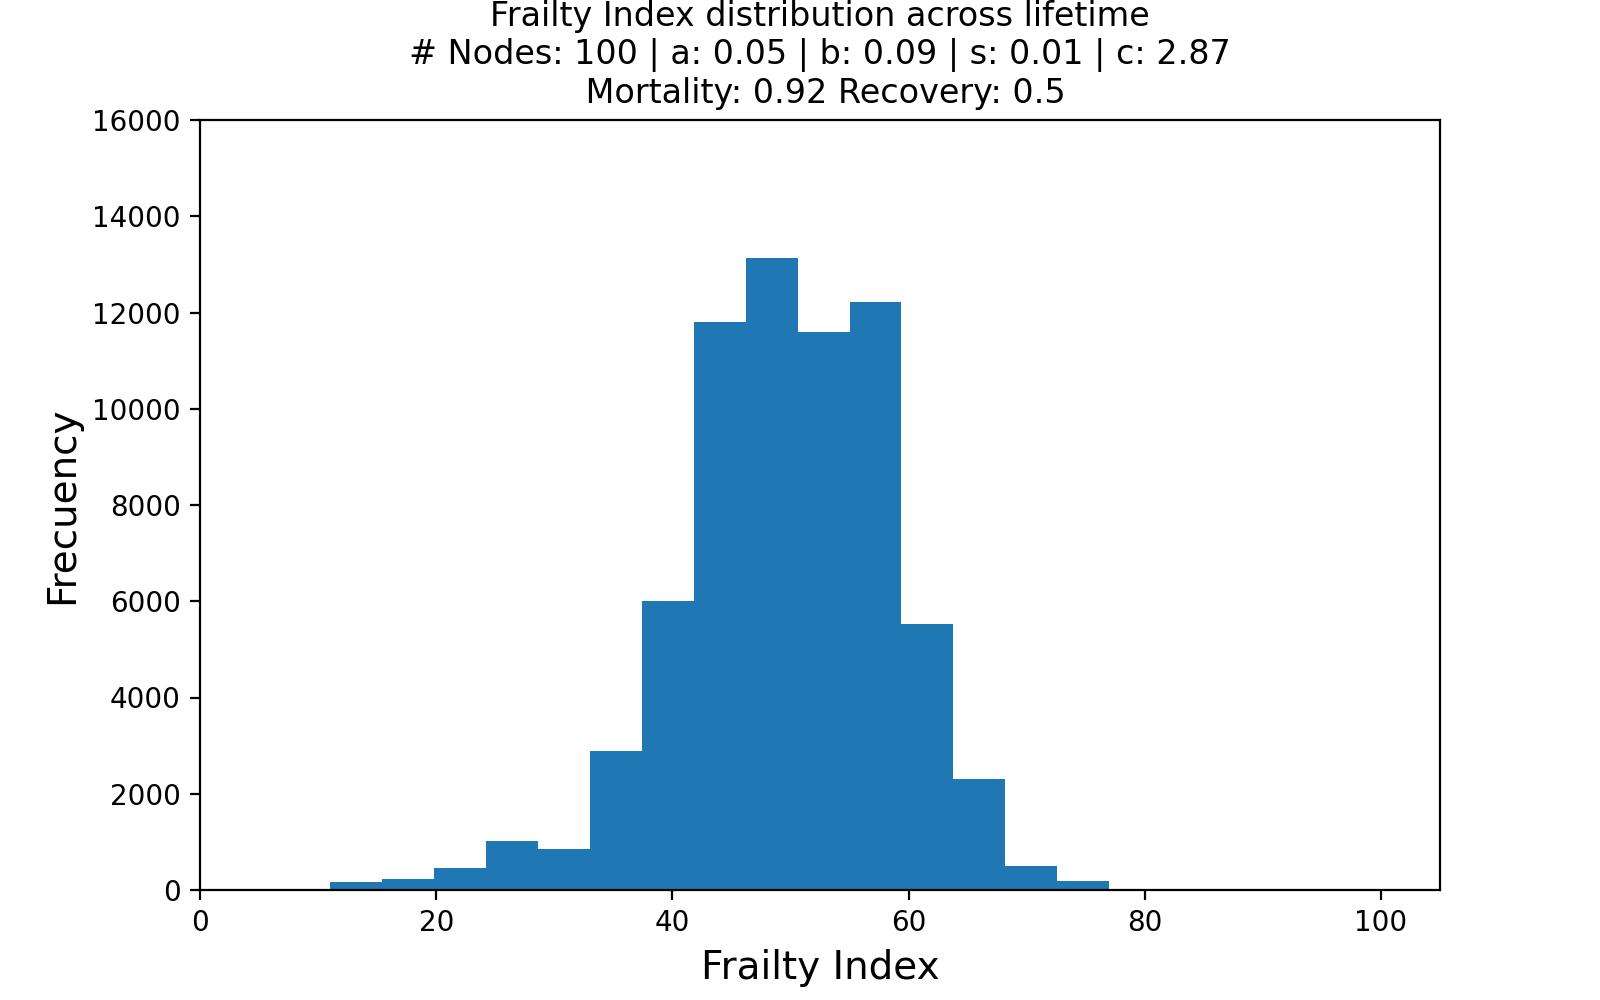 Frailty Index distribution across lifetime
# Nodes: 100 | a: 0.05 | b: 0.09 | s: 0.01 | c: 2.87
Mortality: 0.92 Recovery: 0.5
16000
14000
12000
10000
8000
6000
4000
2000
0
Frecuency
0 20 40 60 80 100
Frailty Index